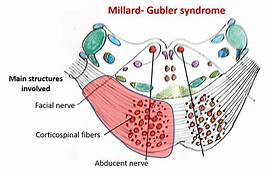 Millard- Gubler syndrome
Main structures
involved
Facial nerve
Corticospinal fibers
Abducent nerve